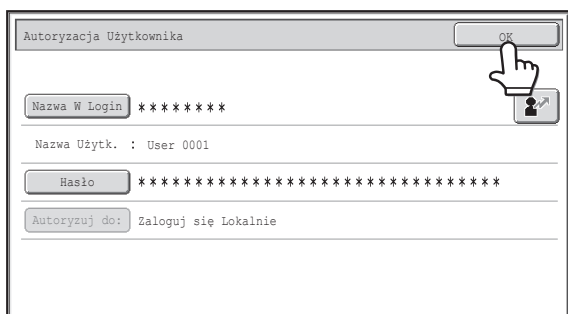 Autoryzacja Użytkownika OK
Nazwa W Login ********
Nazwa Użytk. : User 0001
Hasło ********************************
Autoryzuj do: Zaloguj się Lokalnie